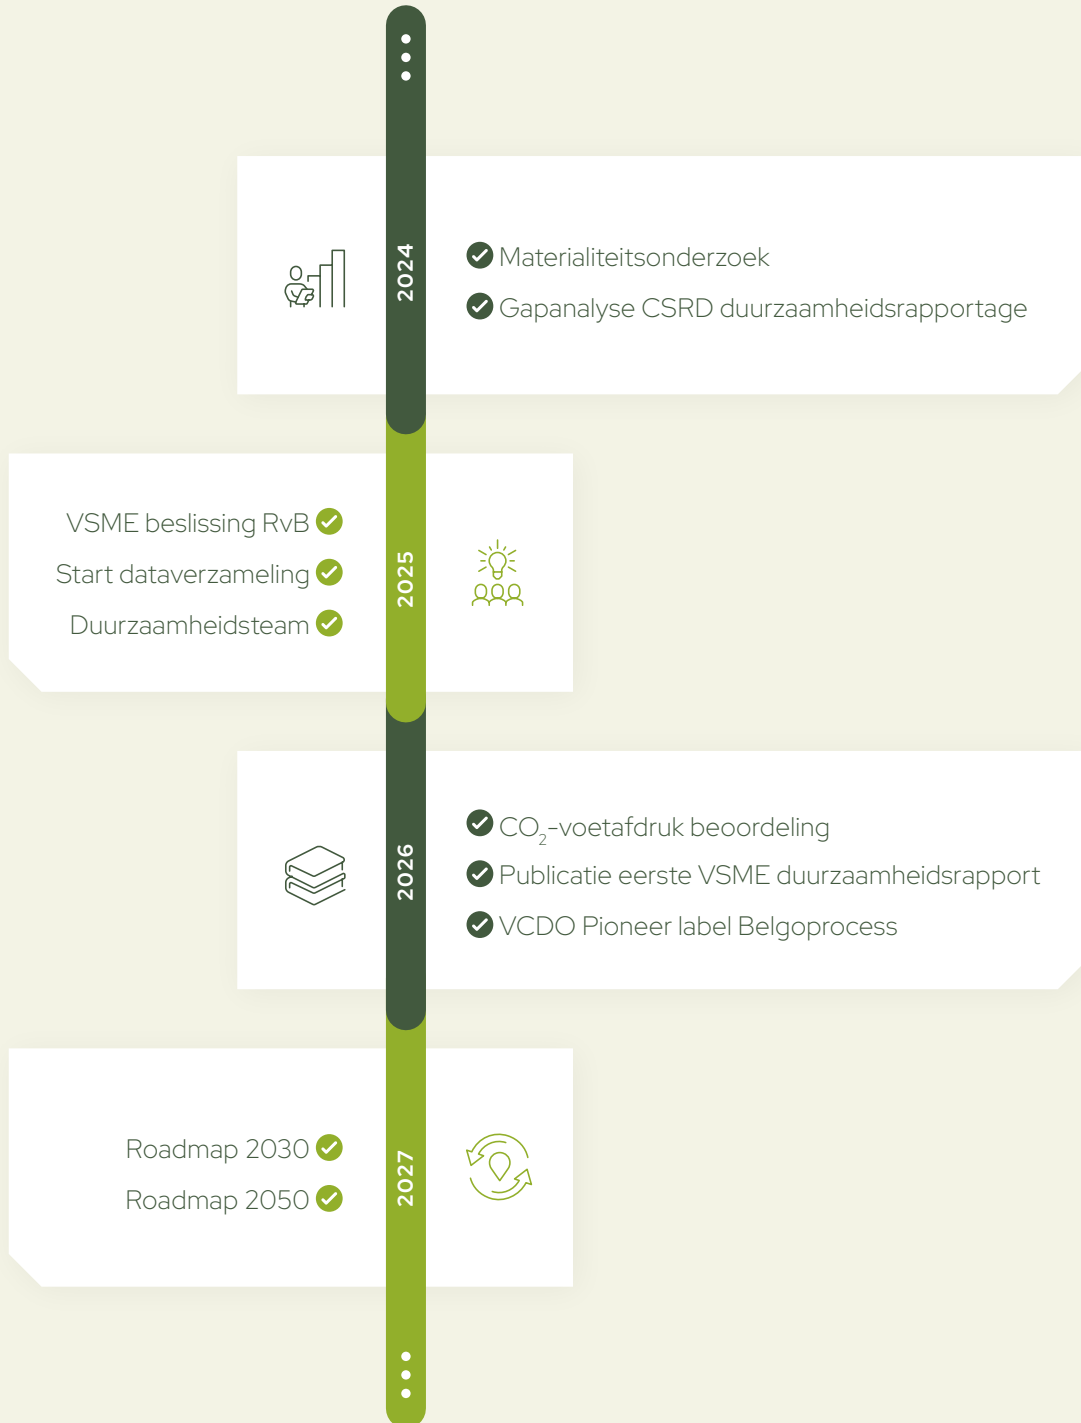 2024
Materialiteitsonderzoek
Gapanalyse CSRD duurzaamheidsrapportage
2025
VSME beslissing RvB
Start dataverzameling
Duurzaamheidsteam
2026
CO₂-voetafdruk beoordeling
Publicatie eerste VSME duurzaamheidsrapport
VCDO Pioneer label Belgoprocess
2027
Roadmap 2030
Roadmap 2050